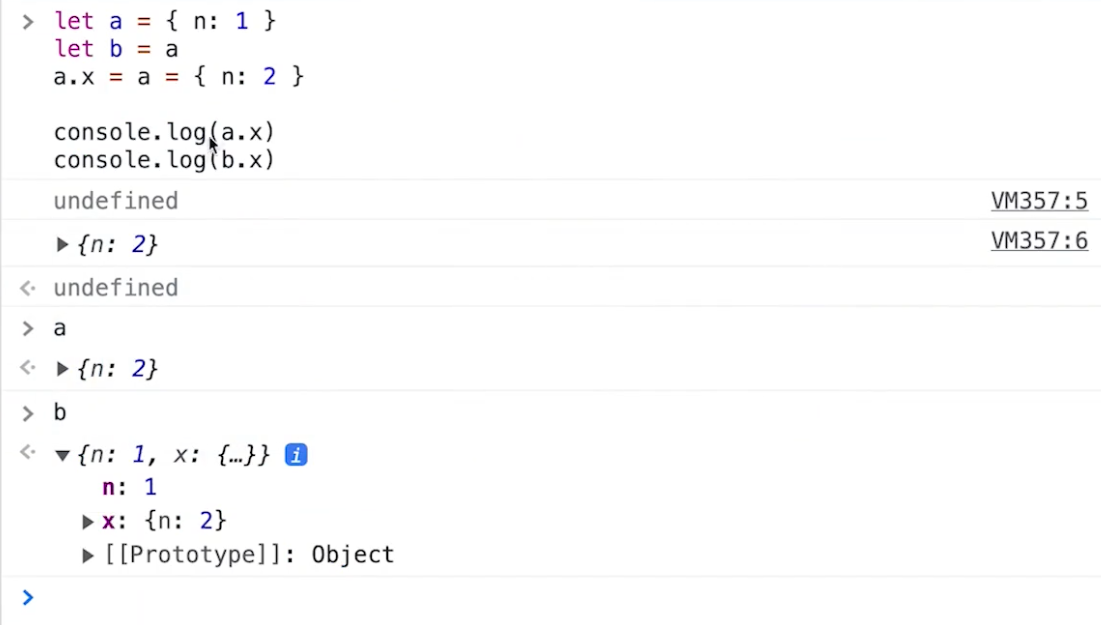 > let a = { n: 1 }
let b = a
a.x = a = { n: 2 }
console.log(a.x)
console.log(b.x)
undefined VM357:5
▶{n: 2} VM357:6
<· undefined
> a
<· ▶{n: 2}
> b
<· ▼{n: 1, x: {…}} i
n: 1
▶x: {n: 2}
▶[[Prototype]]: Object
>